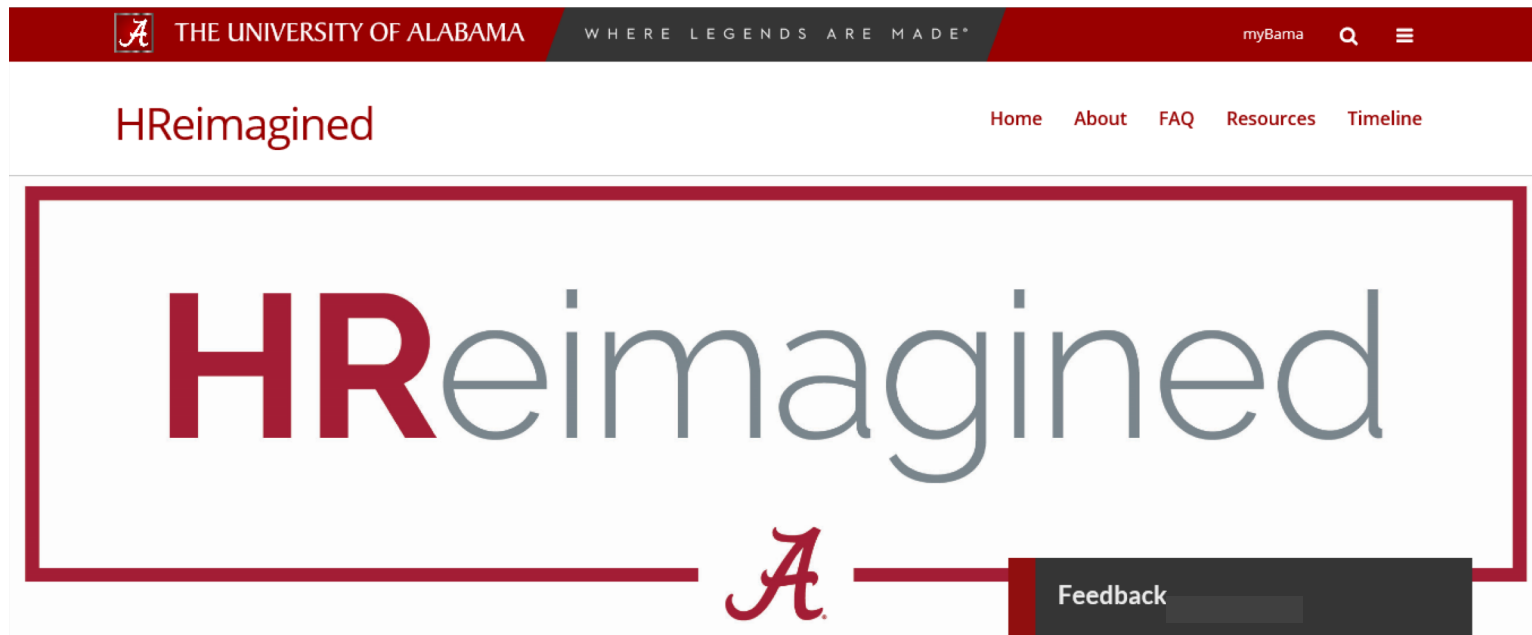 A THE UNIVERSITY OF ALABAMA WHERE LEGENDS ARE MADE® myBama
HReimagined Home About FAQ Resources Timeline
HReimagined
A®
Feedback